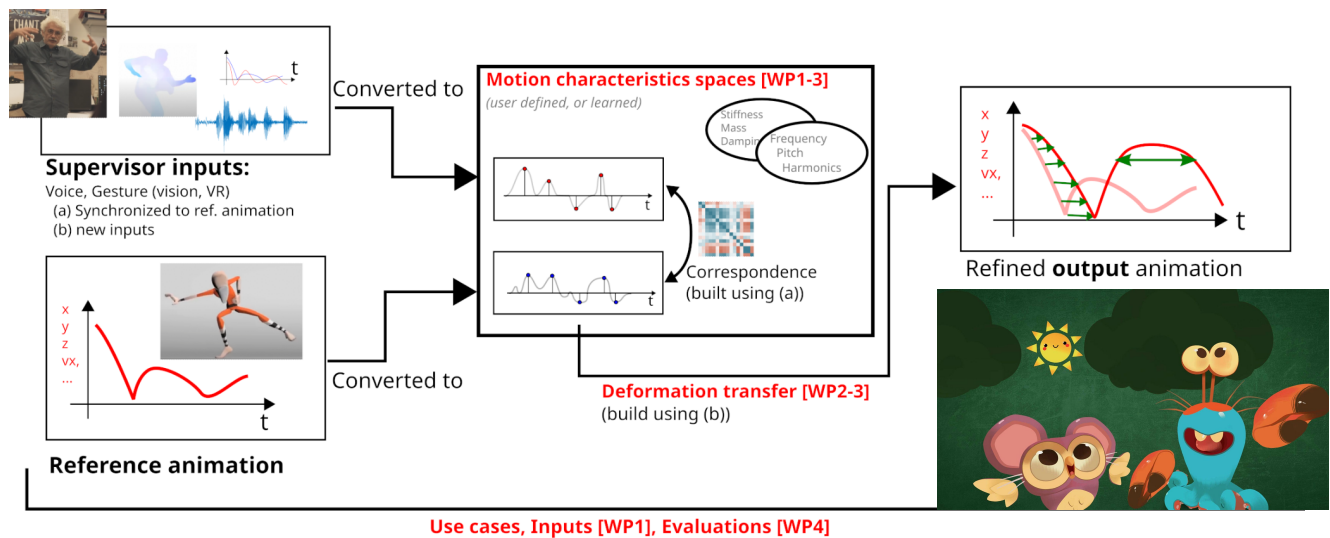 CHANT
Supervisor inputs:
Voice, Gesture (vision, VR)
(a) Synchronized to ref. animation
(b) new inputs
t
Converted to
x
y
z
vx,
...
t
Reference animation
Converted to
Motion characteristics spaces [WP1-3]
(user defined, or learned)
Stiffness
Mass
Frequency
Pitch
Harmonics
t
t
Correspondence
(built using (a))
Deformation transfer [WP2-3]
(build using (b))
x
y
z
vx,
...
t
Refined output animation
Use cases, Inputs [WP1], Evaluations [WP4]